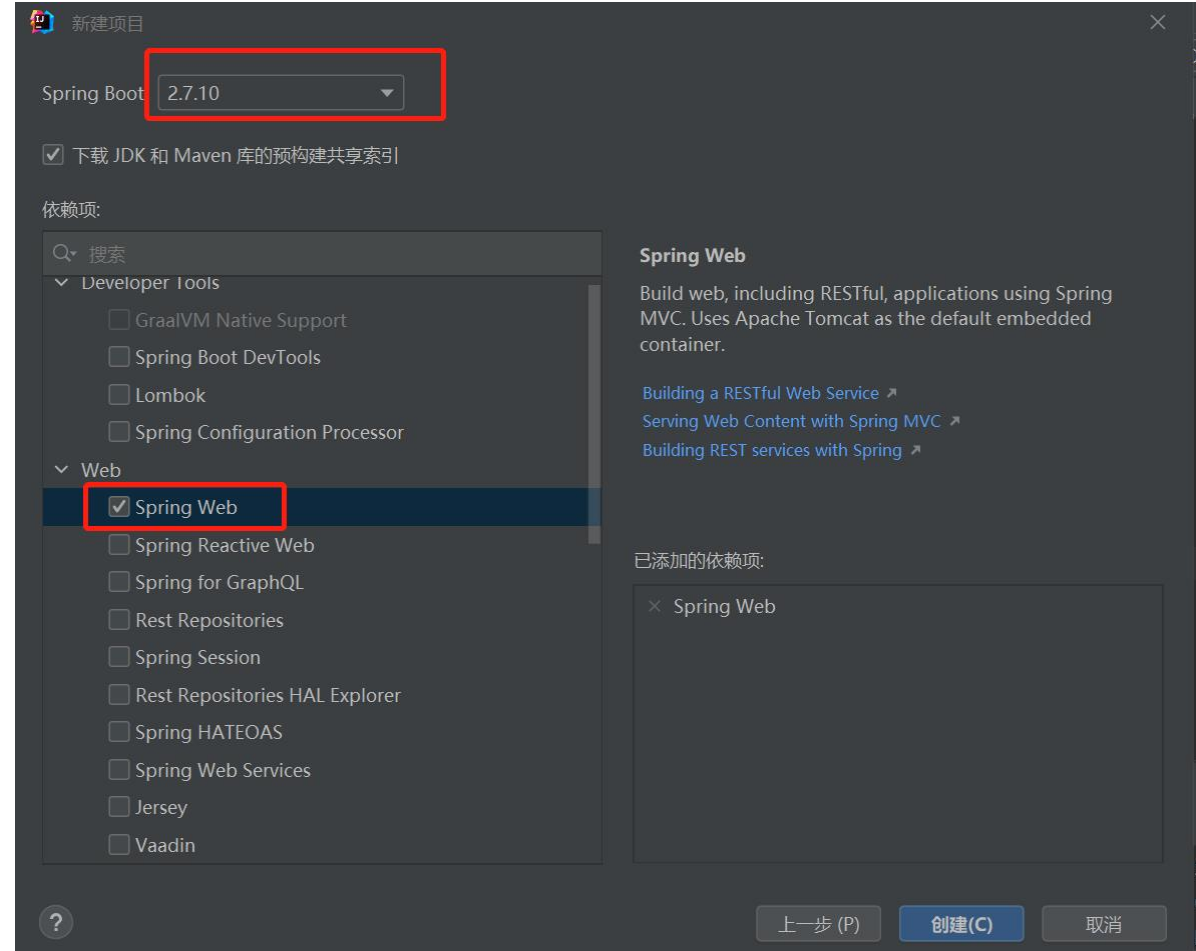 新建项目
Spring Boot: 2.7.10
下载 JDK 和 Maven 库的预构建共享索引
依赖项:
搜索
Developer Tools
GraalVM Native Support
Spring Boot DevTools
Lombok
Spring Configuration Processor
Web
Spring Web
Spring Reactive Web
Spring for GraphQL
Rest Repositories
Spring Session
Rest Repositories HAL Explorer
Spring HATEOAS
Spring Web Services
Jersey
Vaadin
Spring Web
Build web, including RESTful, applications using Spring
MVC. Uses Apache Tomcat as the default embedded
container.
Building a RESTful Web Service
Serving Web Content with Spring MVC
Building REST services with Spring
已添加的依赖项:
Spring Web
?
上一步 (P)
创建(C)
取消